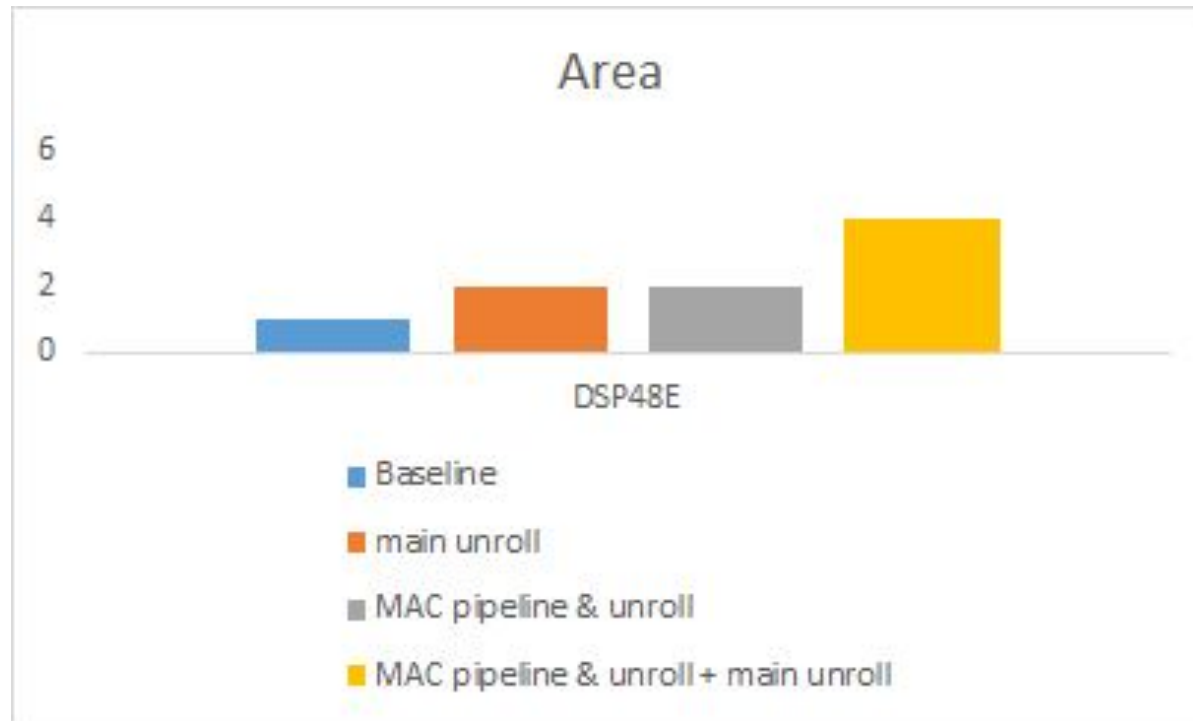 Area
6
4
2
0
DSP48E
Baseline
main unroll
MAC pipeline & unroll
MAC pipeline & unroll + main unroll